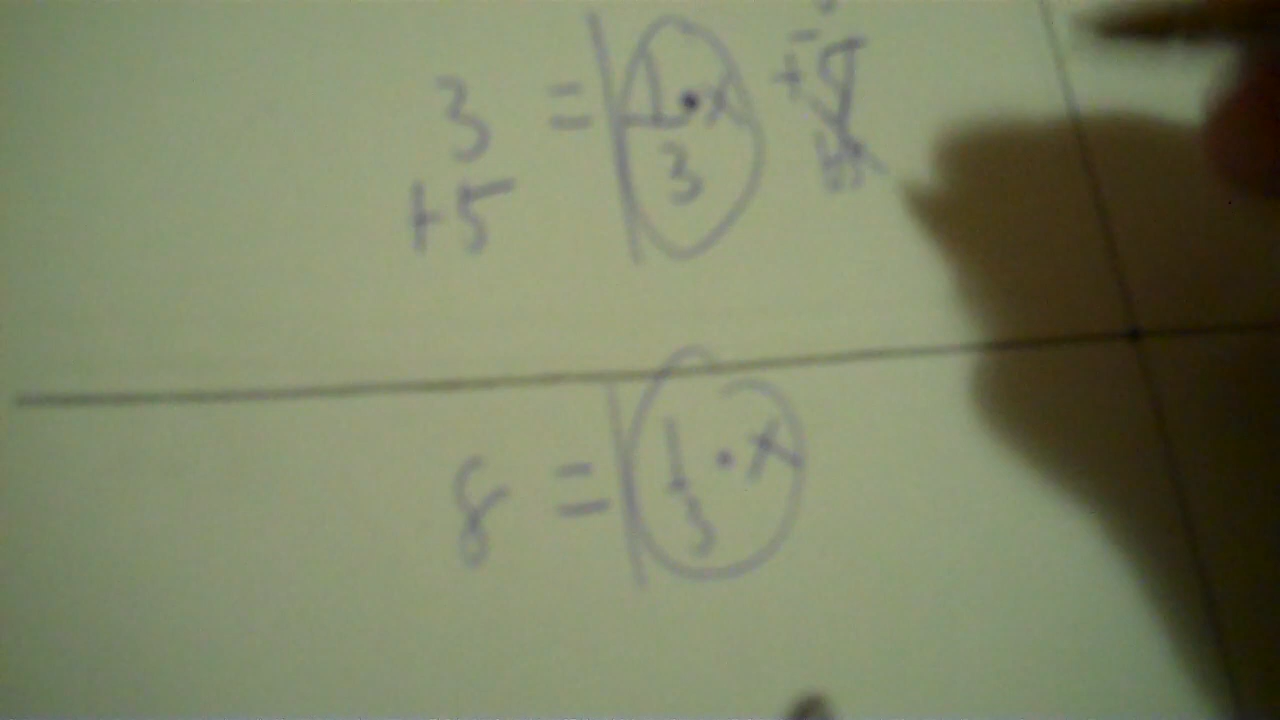 3 = 1 • x
3
+5
8 = 1 • x
3